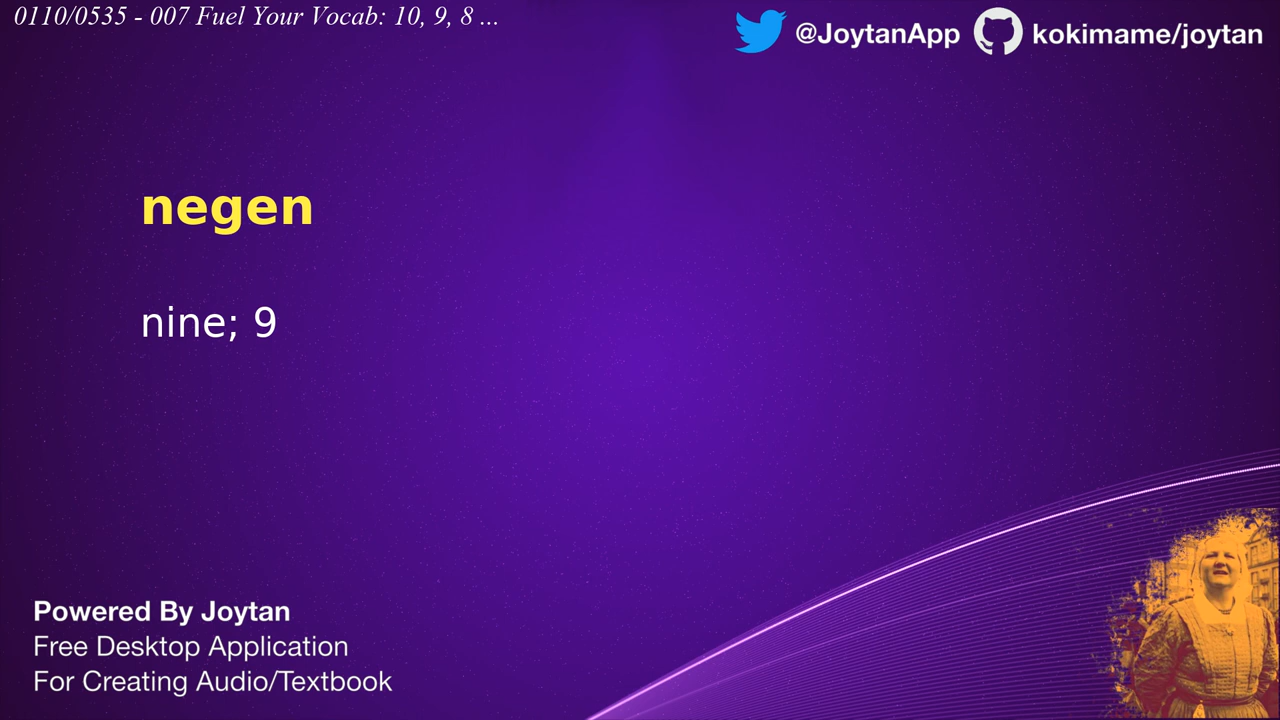 0110/0535 - 007 Fuel Your Vocab: 10, 9, 8 ...
@JoytanApp kokimame/joytan
negen
nine; 9
Powered By Joytan
Free Desktop Application
For Creating Audio/Textbook